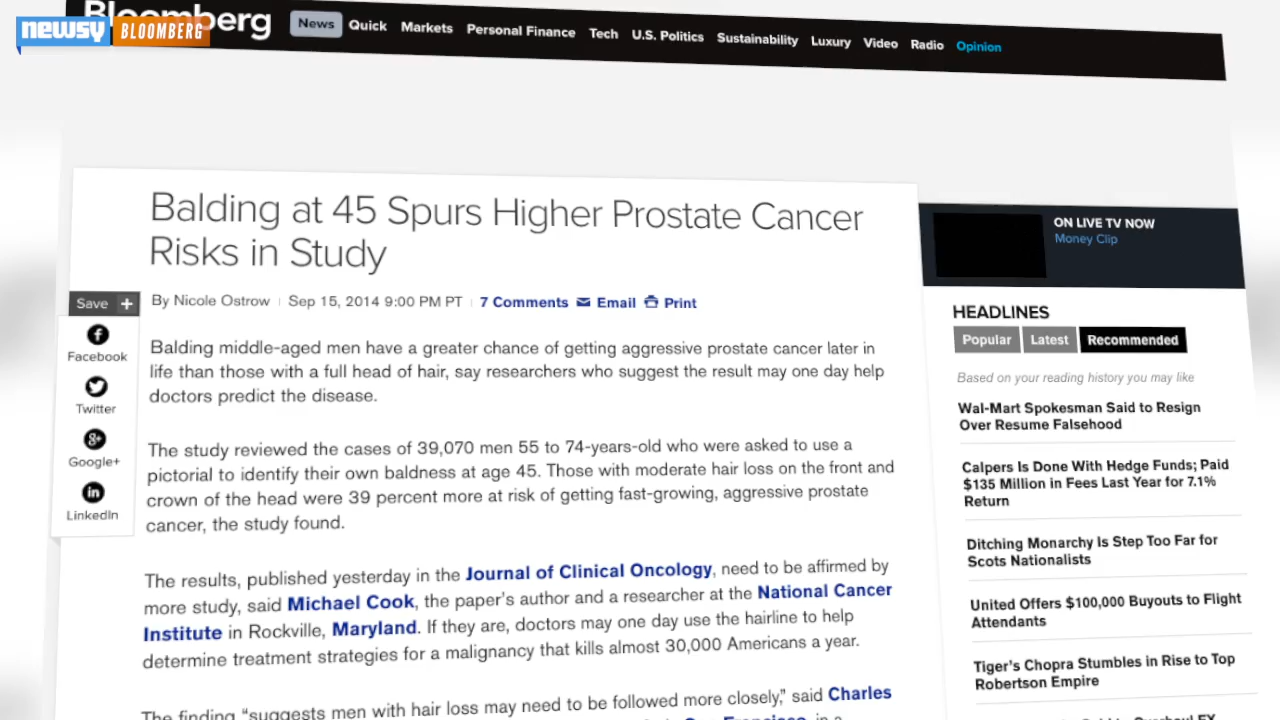 Bloomberg
News Quick Markets Personal Finance Tech U.S. Politics Sustainability Luxury Video Radio Opinion
newsy BLOOMBERG
Balding at 45 Spurs Higher Prostate Cancer
Risks in Study
Save +
By Nicole Ostrow | Sep 15, 2014 9:00 PM PT | 7 Comments Email Print
Facebook
Twitter
Google+
LinkedIn
Balding middle-aged men have a greater chance of getting aggressive prostate cancer later in
life than those with a full head of hair, say researchers who suggest the result may one day help
doctors predict the disease.
The study reviewed the cases of 39,070 men 55 to 74-years-old who were asked to use a
pictorial to identify their own baldness at age 45. Those with moderate hair loss on the front and
crown of the head were 39 percent more at risk of getting fast-growing, aggressive prostate
cancer, the study found.
The results, published yesterday in the Journal of Clinical Oncology, need to be affirmed by
more study, said Michael Cook, the paper's author and a researcher at the National Cancer
Institute in Rockville, Maryland. If they are, doctors may one day use the hairline to help
determine treatment strategies for a malignancy that kills almost 30,000 Americans a year.
The finding "suggests men with hair loss may need to be followed more closely," said Charles
San Francisco, in a
ON LIVE TV NOW
Money Clip
HEADLINES
Popular Latest Recommended
Based on your reading history you may like
Wal-Mart Spokesman Said to Resign
Over Resume Falsehood
Calpers Is Done With Hedge Funds; Paid
$135 Million in Fees Last Year for 7.1%
Return
Ditching Monarchy Is Step Too Far for
Scots Nationalists
United Offers $100,000 Buyouts to Flight
Attendants
Tiger's Chopra Stumbles in Rise to Top
Robertson Empire